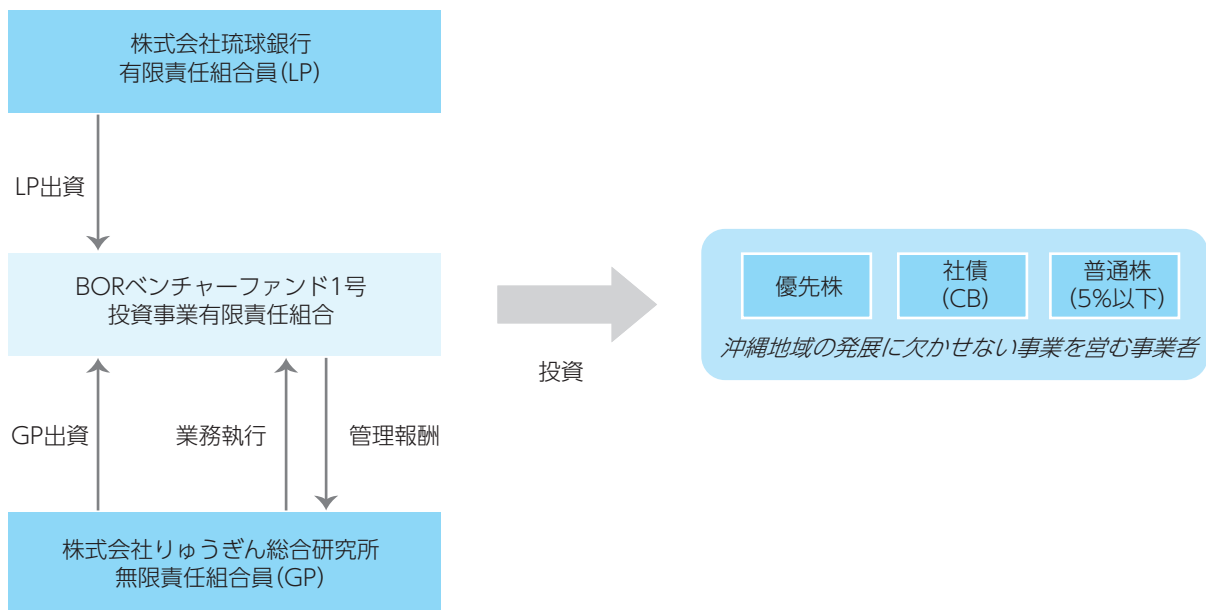 株式会社琉球銀行
有限責任組合員(LP)
LP出資
BORベンチャーファンド1号
投資事業有限責任組合
GP出資
業務執行
管理報酬
株式会社りゅうぎん総合研究所
無限責任組合員(GP)
投資
優先株
社債
(CB)
普通株
(5%以下)
沖縄地域の発展に欠かせない事業を営む事業者